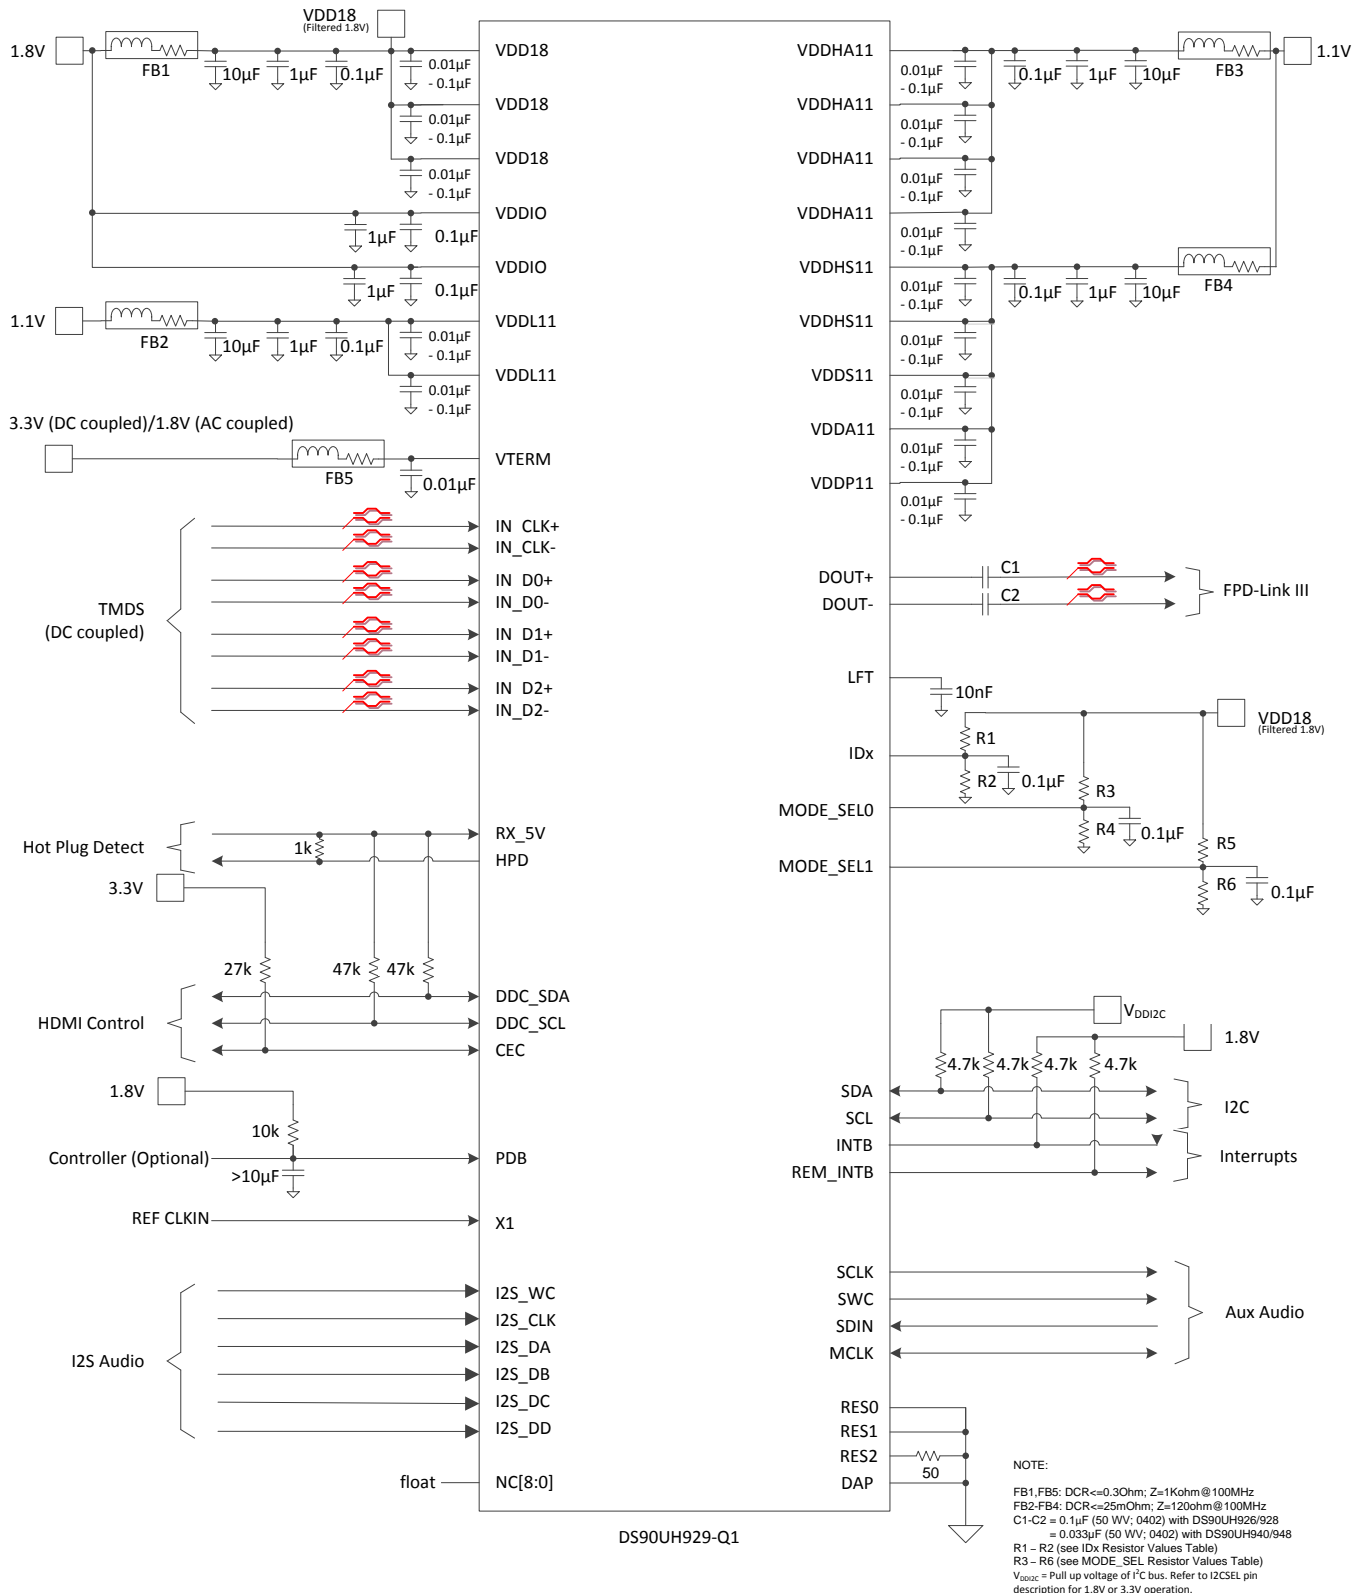 VDD18
(Filtered 1.8V)
1.8V
FB1
10µF
1µF
0.1µF
0.01µF
- 0.1µF
VDD18
0.01µF
- 0.1µF
VDD18
0.01µF
- 0.1µF
VDD18
1µF
0.1µF
VDDIO
1µF
0.1µF
VDDIO
1.1V
FB2
10µF
1µF
0.1µF
0.01µF
- 0.1µF
VDDL11
0.01µF
- 0.1µF
VDDL11
3.3V (DC coupled)/1.8V (AC coupled)
FB5
0.01µF
VTERM
TMDS
(DC coupled)
IN_CLK+
IN_CLK-
IN_D0+
IN_D0-
IN_D1+
IN_D1-
IN_D2+
IN_D2-
Hot Plug Detect
1k
RX_5V
HPD
3.3V
27k
47k
47k
HDMI Control
DDC_SDA
DDC_SCL
CEC
1.8V
10k
Controller (Optional)
>10µF
PDB
REF CLKIN
X1
I2S Audio
I2S_WC
I2S_CLK
I2S_DA
I2S_DB
I2S_DC
I2S_DD
float
NC[8:0]
VDDHA11
0.01µF
- 0.1µF
0.1µF
1µF
10µF
FB3
1.1V
VDDHA11
0.01µF
- 0.1µF
VDDHA11
0.01µF
- 0.1µF
VDDHA11
0.01µF
- 0.1µF
VDDHS11
0.01µF
- 0.1µF
0.1µF
1µF
10µF
FB4
VDDHS11
0.01µF
- 0.1µF
VDDS11
0.01µF
- 0.1µF
VDDA11
0.01µF
- 0.1µF
VDDP11
0.01µF
- 0.1µF
DOUT+
C1
DOUT-
C2
FPD-Link III
LFT
10nF
VDD18
(Filtered 1.8V)
IDx
R1
R2
0.1µF
MODE_SEL0
R3
R4
0.1µF
MODE_SEL1
R5
R6
0.1µF
VDDI2C
1.8V
4.7k
4.7k
4.7k
4.7k
SDA
SCL
I2C
INTB
REM_INTB
Interrupts
SCLK
SWC
SDIN
MCLK
Aux Audio
RES0
RES1
RES2
50
DAP
DS90UH929-Q1
NOTE:
FB1,FB5: DCR<=0.3Ohm; Z=1Kohm@100MHz
FB2-FB4: DCR<=25mOhm; Z=120ohm@100MHz
C1-C2 = 0.1µF (50 WV; 0402) with DS90UH926/928
= 0.033µF (50 WV; 0402) with DS90UH940/948
R1 – R2 (see IDx Resistor Values Table)
R3 – R6 (see MODE_SEL Resistor Values Table)
VDDI2C = Pull up voltage of I²C bus. Refer to I2CSEL pin
description for 1.8V or 3.3V operation.